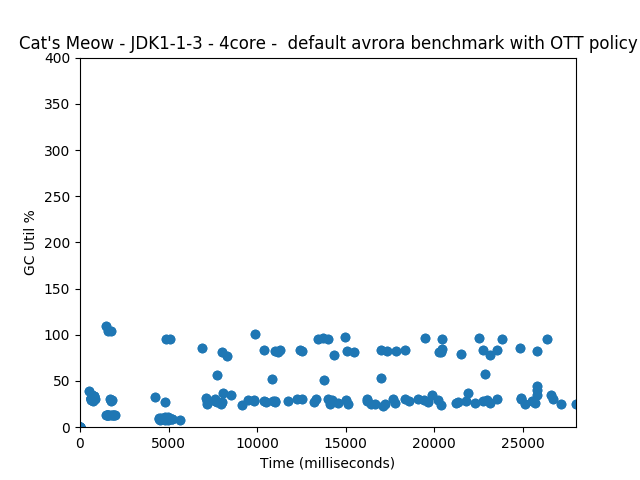 Cat's Meow - JDK1-1-3 - 4core -  default avrora benchmark with OTT policy
400
350
300
250
200
150
100
50
0
GC Util %
0 5000 10000 15000 20000 25000
Time (milliseconds)